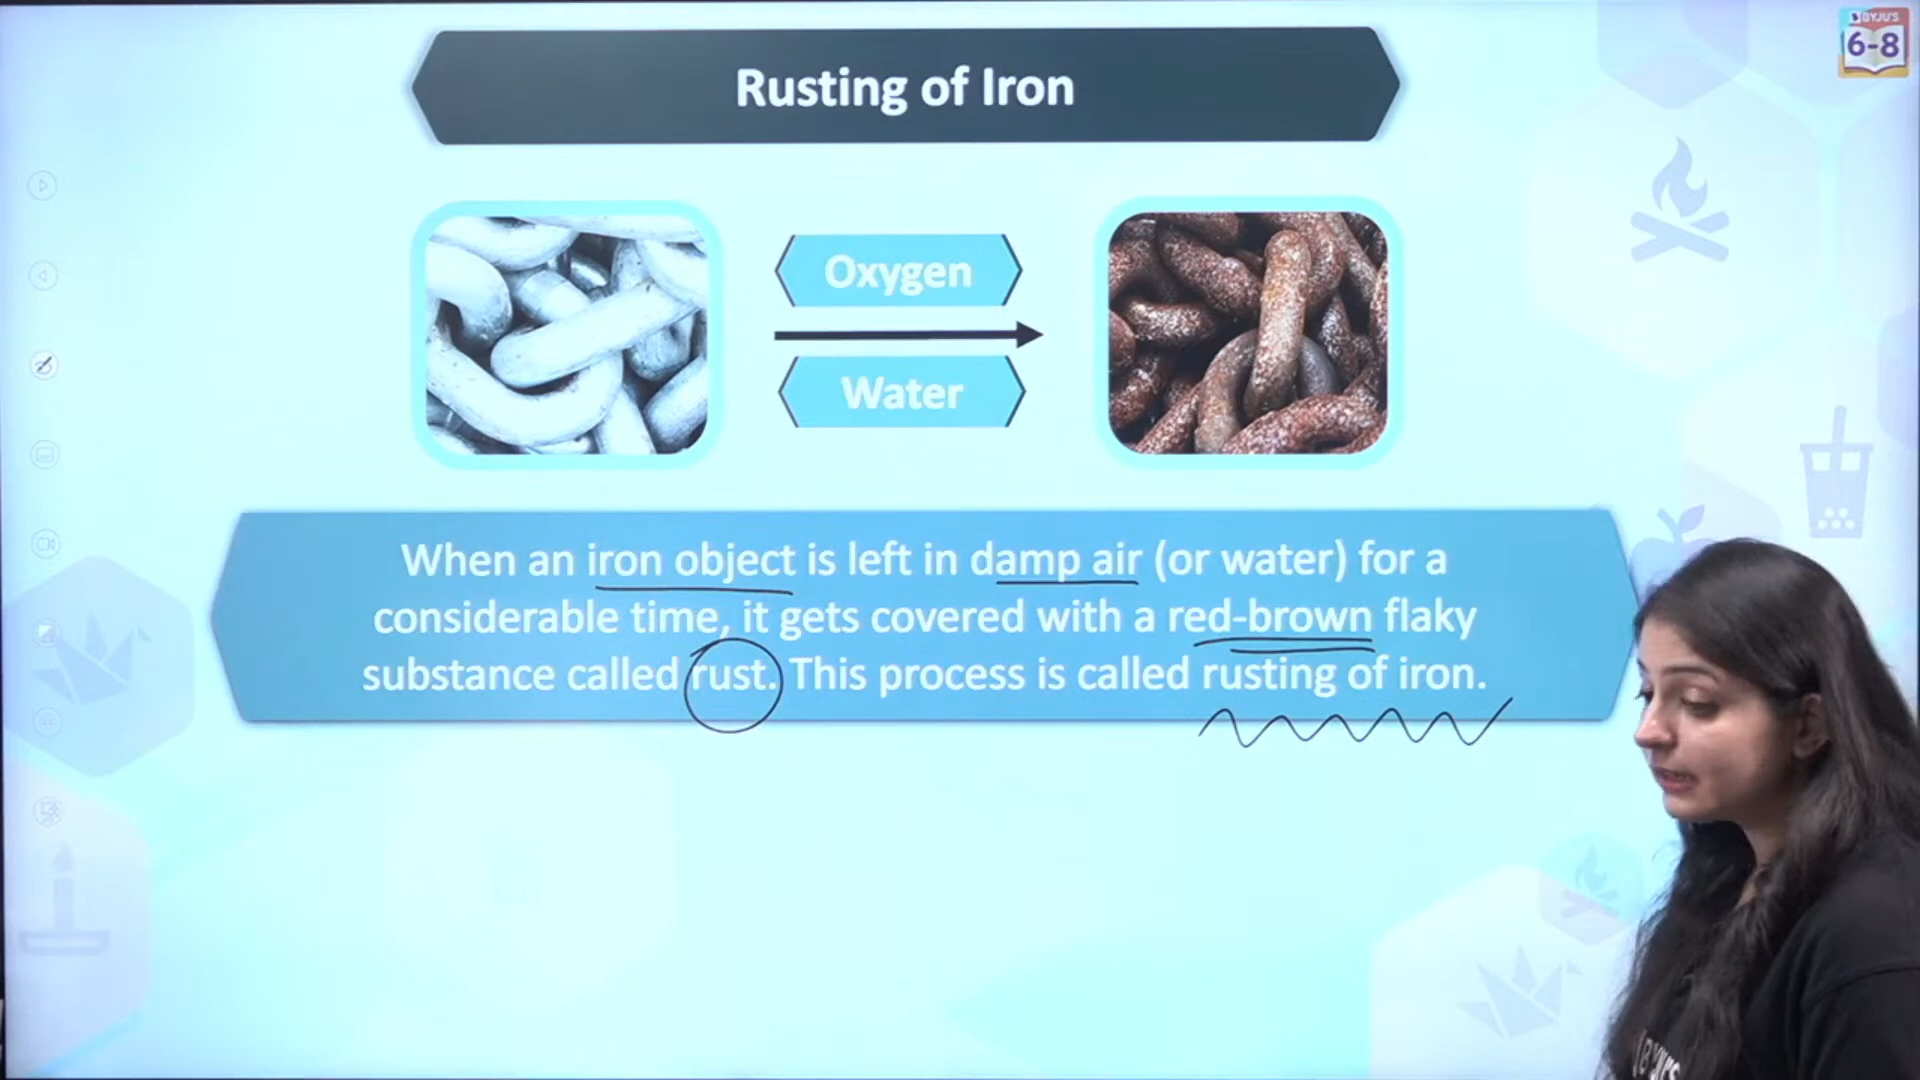 BYJU'S
6-8
Rusting of Iron
Oxygen
Water
When an iron object is left in damp air (or water) for a
considerable time, it gets covered with a red-brown flaky
substance called rust. This process is called rusting of iron.